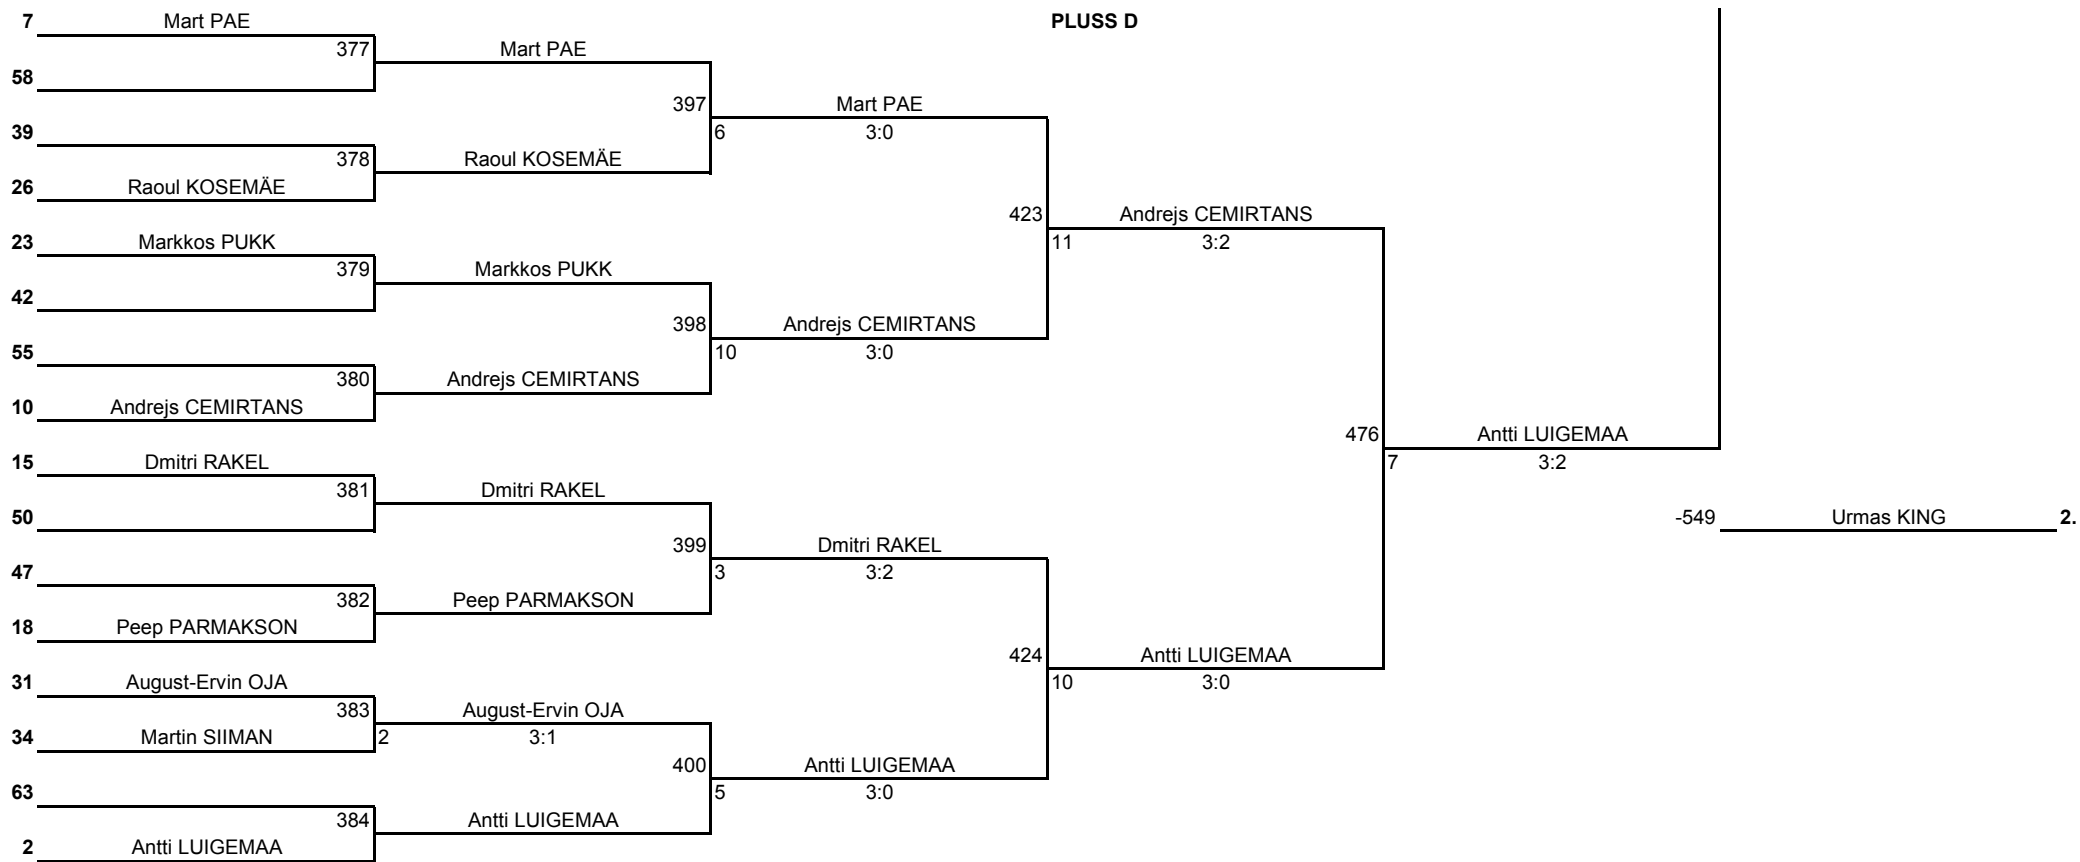 7 Mart PAE PLUSS D
377 Mart PAE
58
397 Mart PAE
39 6 3:0
378 Raoul KOSEMÄE
26 Raoul KOSEMÄE
423 Andrejs CEMIRTANS
23 Markkos PUKK 11 3:2
379 Markkos PUKK
42
398 Andrejs CEMIRTANS
55 10 3:0
380 Andrejs CEMIRTANS
10 Andrejs CEMIRTANS
476 Antti LUIGEMAA
15 Dmitri RAKEL 7 3:2
381 Dmitri RAKEL
50 -549 Urmas KING 2.
399 Dmitri RAKEL
47 3 3:2
382 Peep PARMAKSON
18 Peep PARMAKSON
424 Antti LUIGEMAA
31 August-Ervin OJA 10 3:0
383 August-Ervin OJA
34 Martin SIIMAN 2 3:1
400 Antti LUIGEMAA
63 5 3:0
384 Antti LUIGEMAA
2 Antti LUIGEMAA